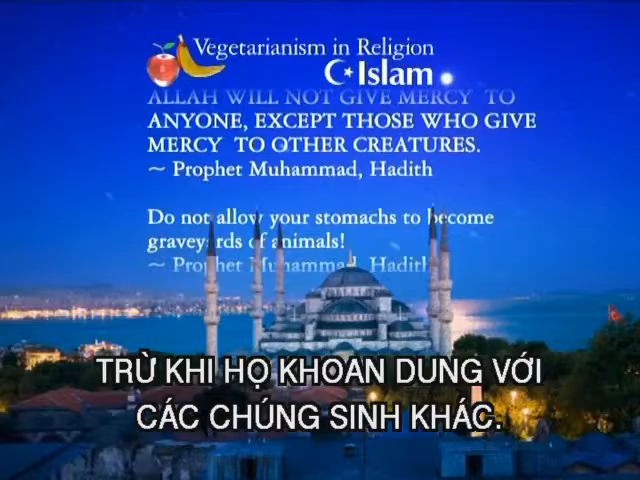 Vegetarianism in Religion
Islam
ALLAH WILL NOT GIVE MERCY TO
ANYONE, EXCEPT THOSE WHO GIVE
MERCY TO OTHER CREATURES.
~ Prophet Muhammad, Hadith
Do not allow your stomachs to become
graveyards of animals!
~ Prophet Muhammad, Hadith
TRỪ KHI HỌ KHOAN DUNG VỚI
CÁC CHÚNG SINH KHÁC.